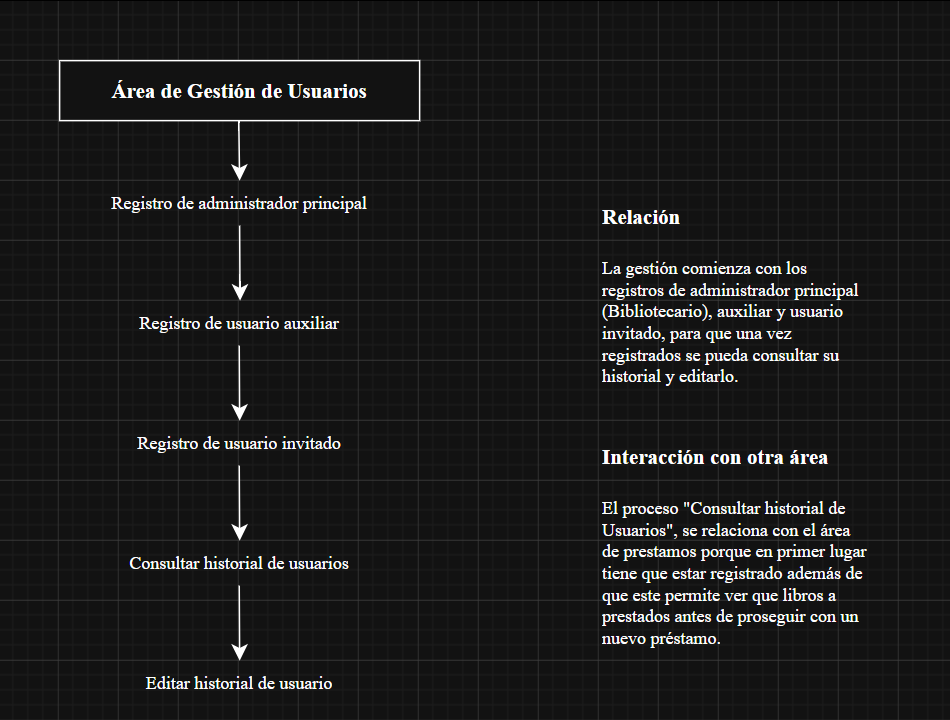 Área de Gestión de Usuarios
Registro de administrador principal
Registro de usuario auxiliar
Registro de usuario invitado
Consultar historial de usuarios
Editar historial de usuario
Relación
La gestión comienza con los
registros de administrador principal
(Bibliotecario), auxiliar y usuario
invitado, para que una vez
registrados se pueda consultar su
historial y editarlo.
Interacción con otra área
El proceso "Consultar historial de
Usuarios", se relaciona con el área
de prestamos porque en primer lugar
tiene que estar registrado además de
que este permite ver que libros a
prestados antes de proseguir con un
nuevo préstamo.